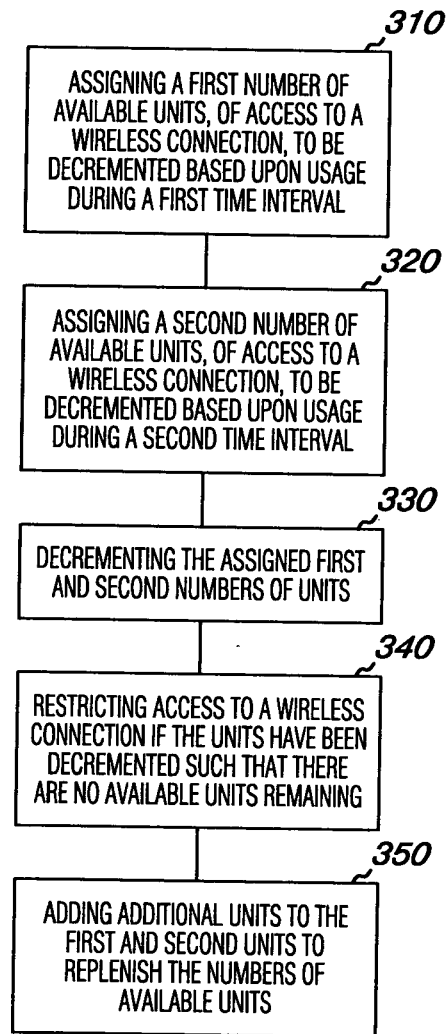 310
ASSIGNING A FIRST NUMBER OF
AVAILABLE UNITS, OF ACCESS TO A
WIRELESS CONNECTION, TO BE
DECREMENTED BASED UPON USAGE
DURING A FIRST TIME INTERVAL
320
ASSIGNING A SECOND NUMBER OF
AVAILABLE UNITS, OF ACCESS TO A
WIRELESS CONNECTION, TO BE
DECREMENTED BASED UPON USAGE
DURING A SECOND TIME INTERVAL
330
DECREMENTING THE ASSIGNED FIRST
AND SECOND NUMBERS OF UNITS
340
RESTRICTING ACCESS TO A WIRELESS
CONNECTION IF THE UNITS HAVE BEEN
DECREMENTED SUCH THAT THERE
ARE NO AVAILABLE UNITS REMAINING
350
ADDING ADDITIONAL UNITS TO THE
FIRST AND SECOND UNITS TO
REPLENISH THE NUMBERS OF
AVAILABLE UNITS